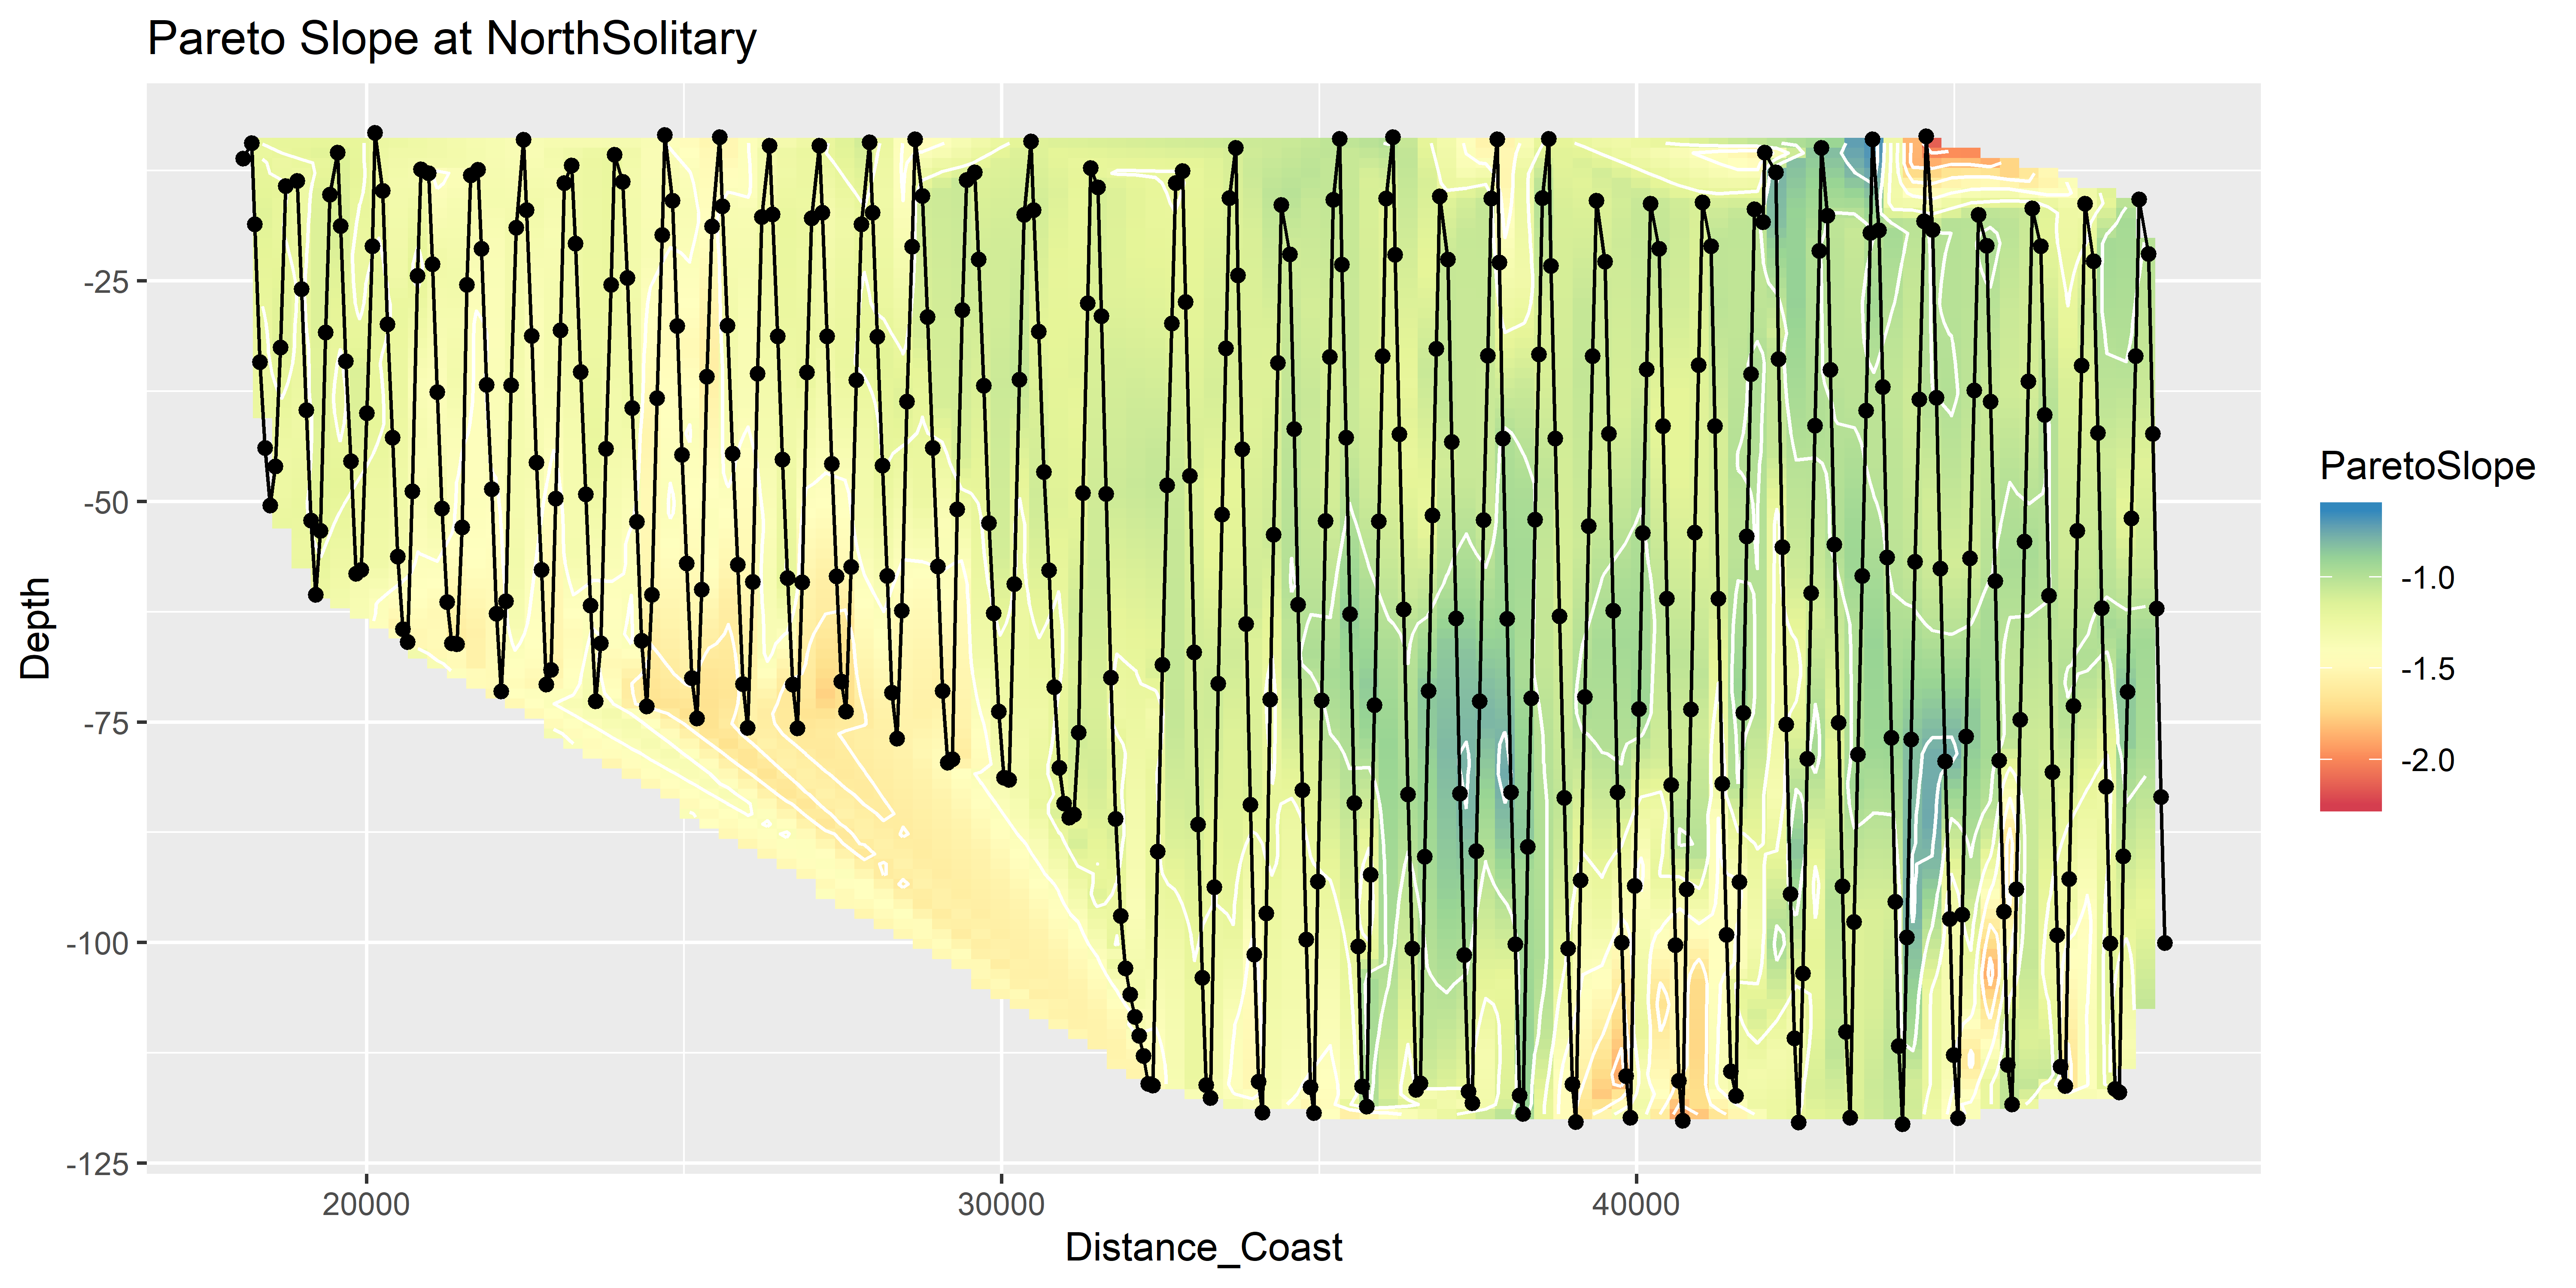 Pareto Slope at NorthSolitary
Depth
-25
-50
-75
-100
-125
20000
30000
40000
Distance_Coast
ParetoSlope
-1.0
-1.5
-2.0